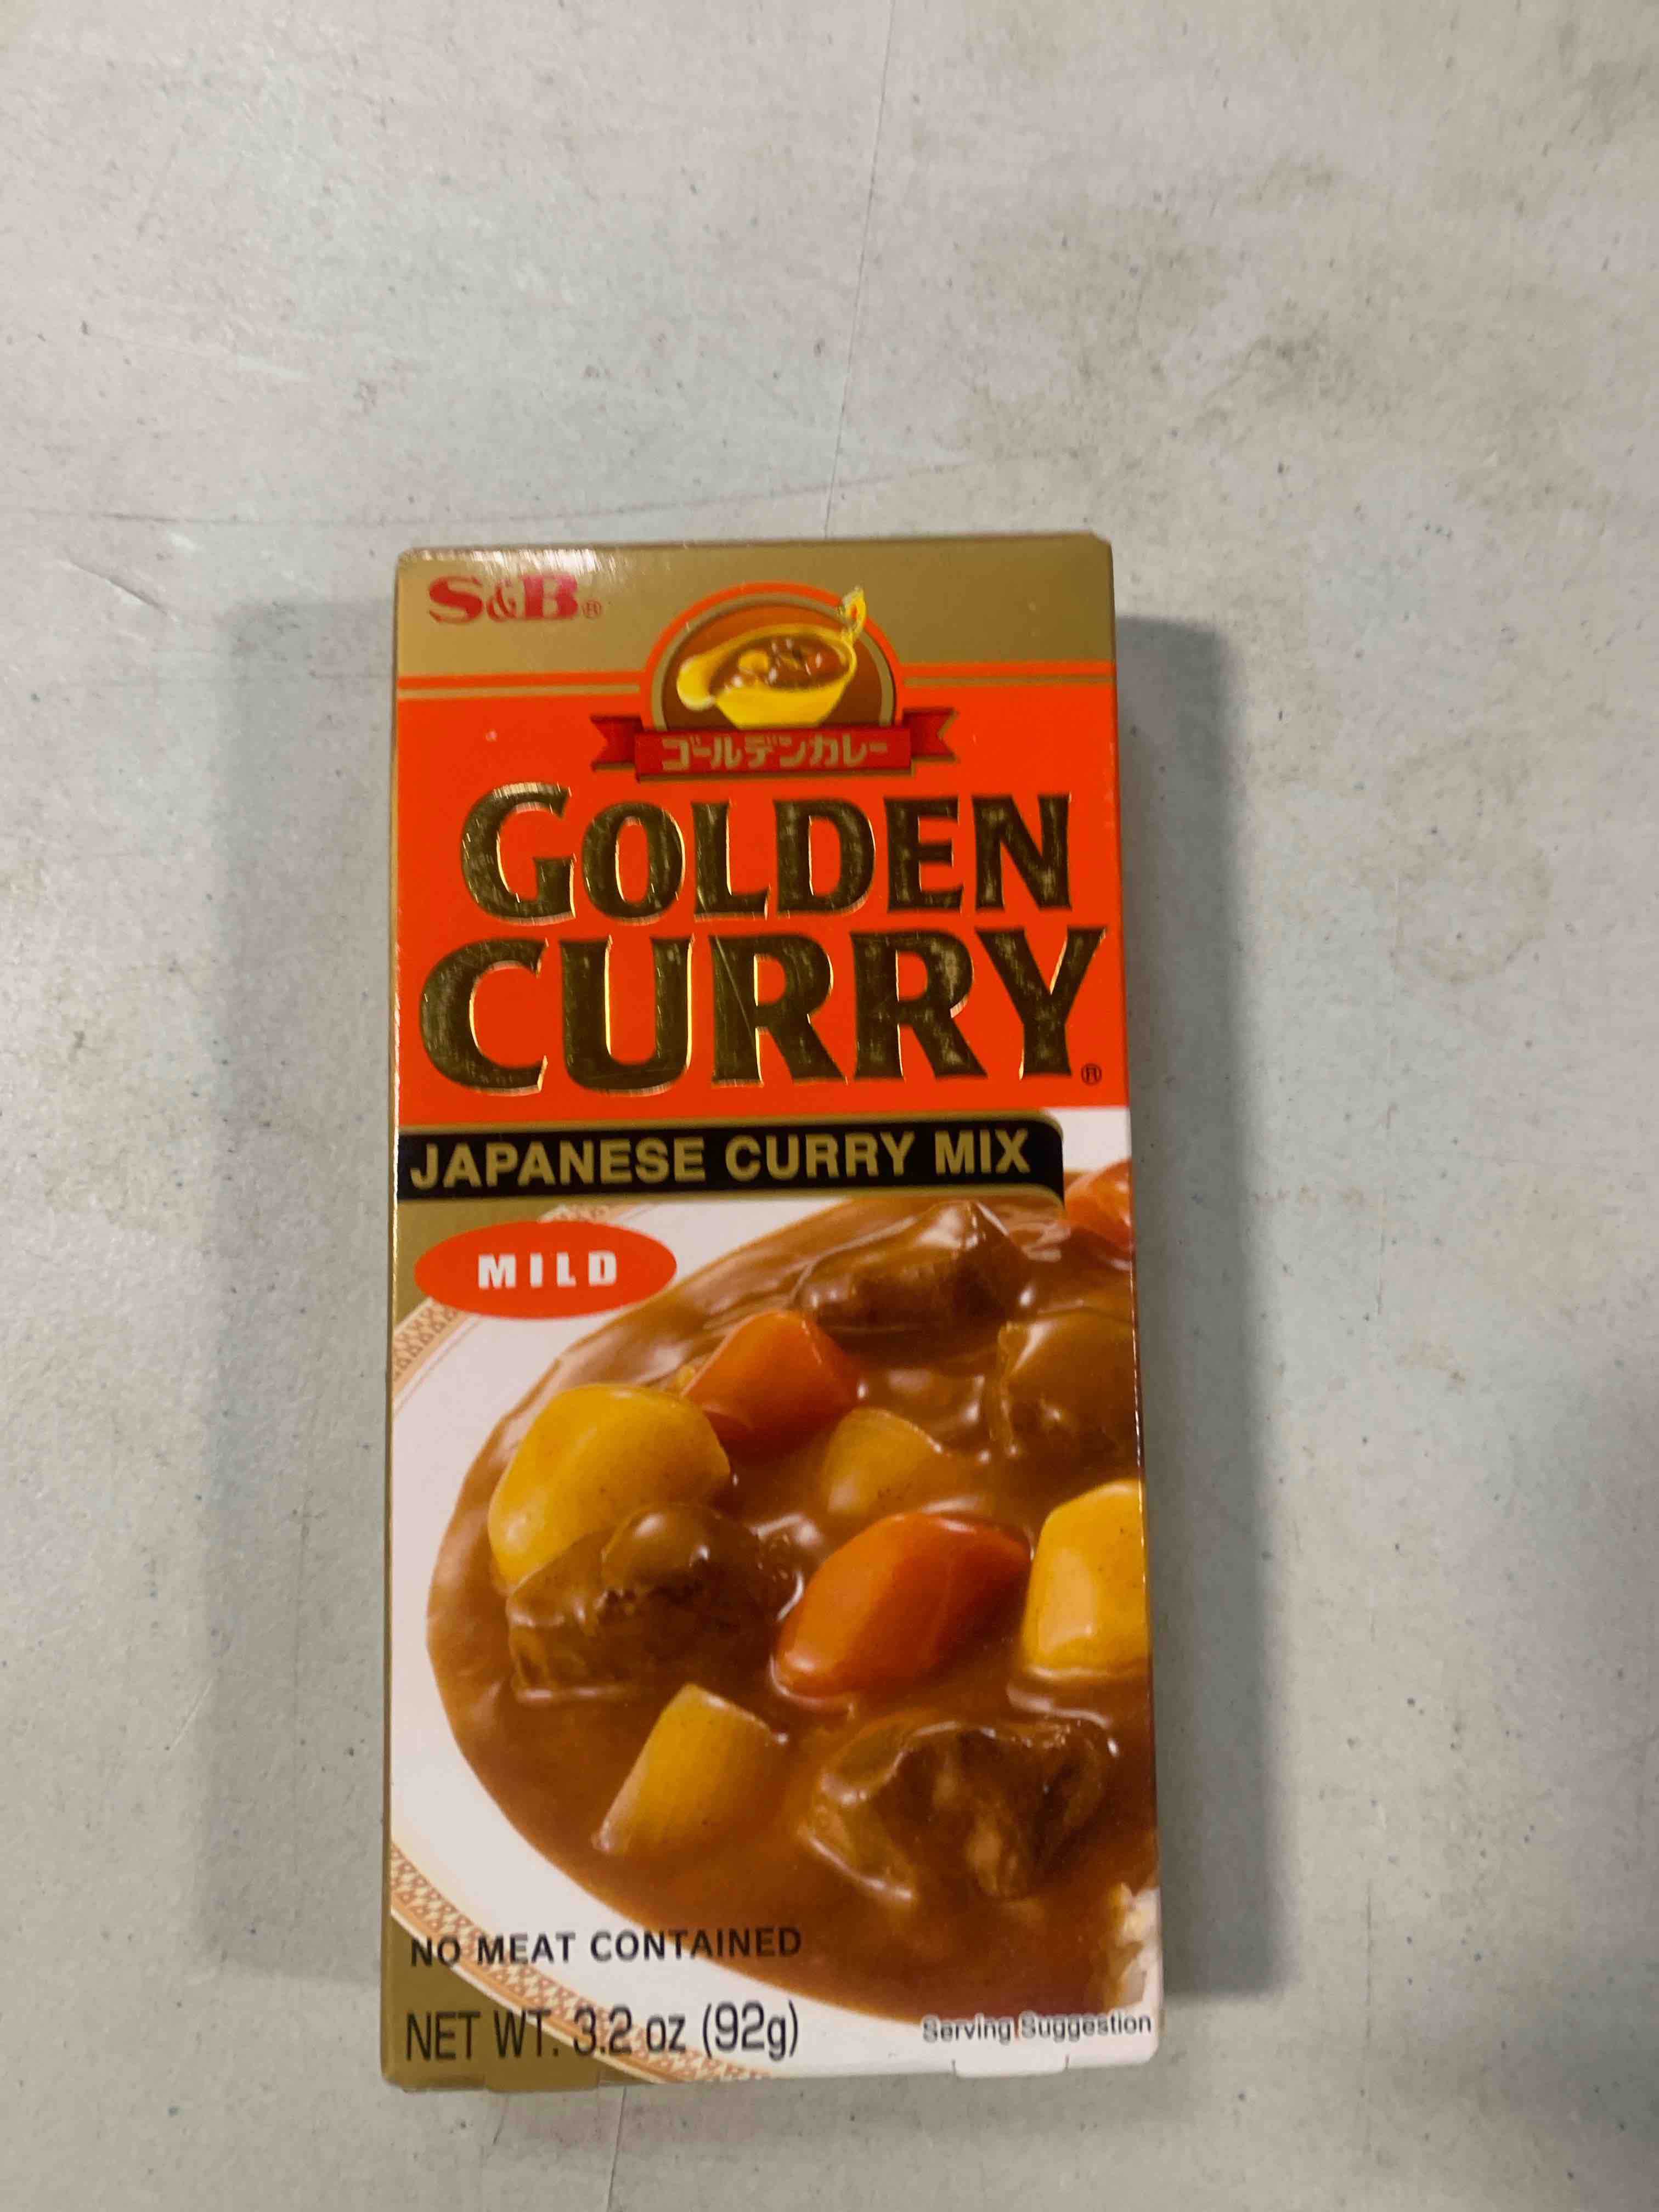 S&B®
ゴールデンカレー
GOLDEN
CURRY®
JAPANESE CURRY MIX
MILD
NO MEAT CONTAINED
NET WT. 3.2 oz (92g)
Serving Suggestion